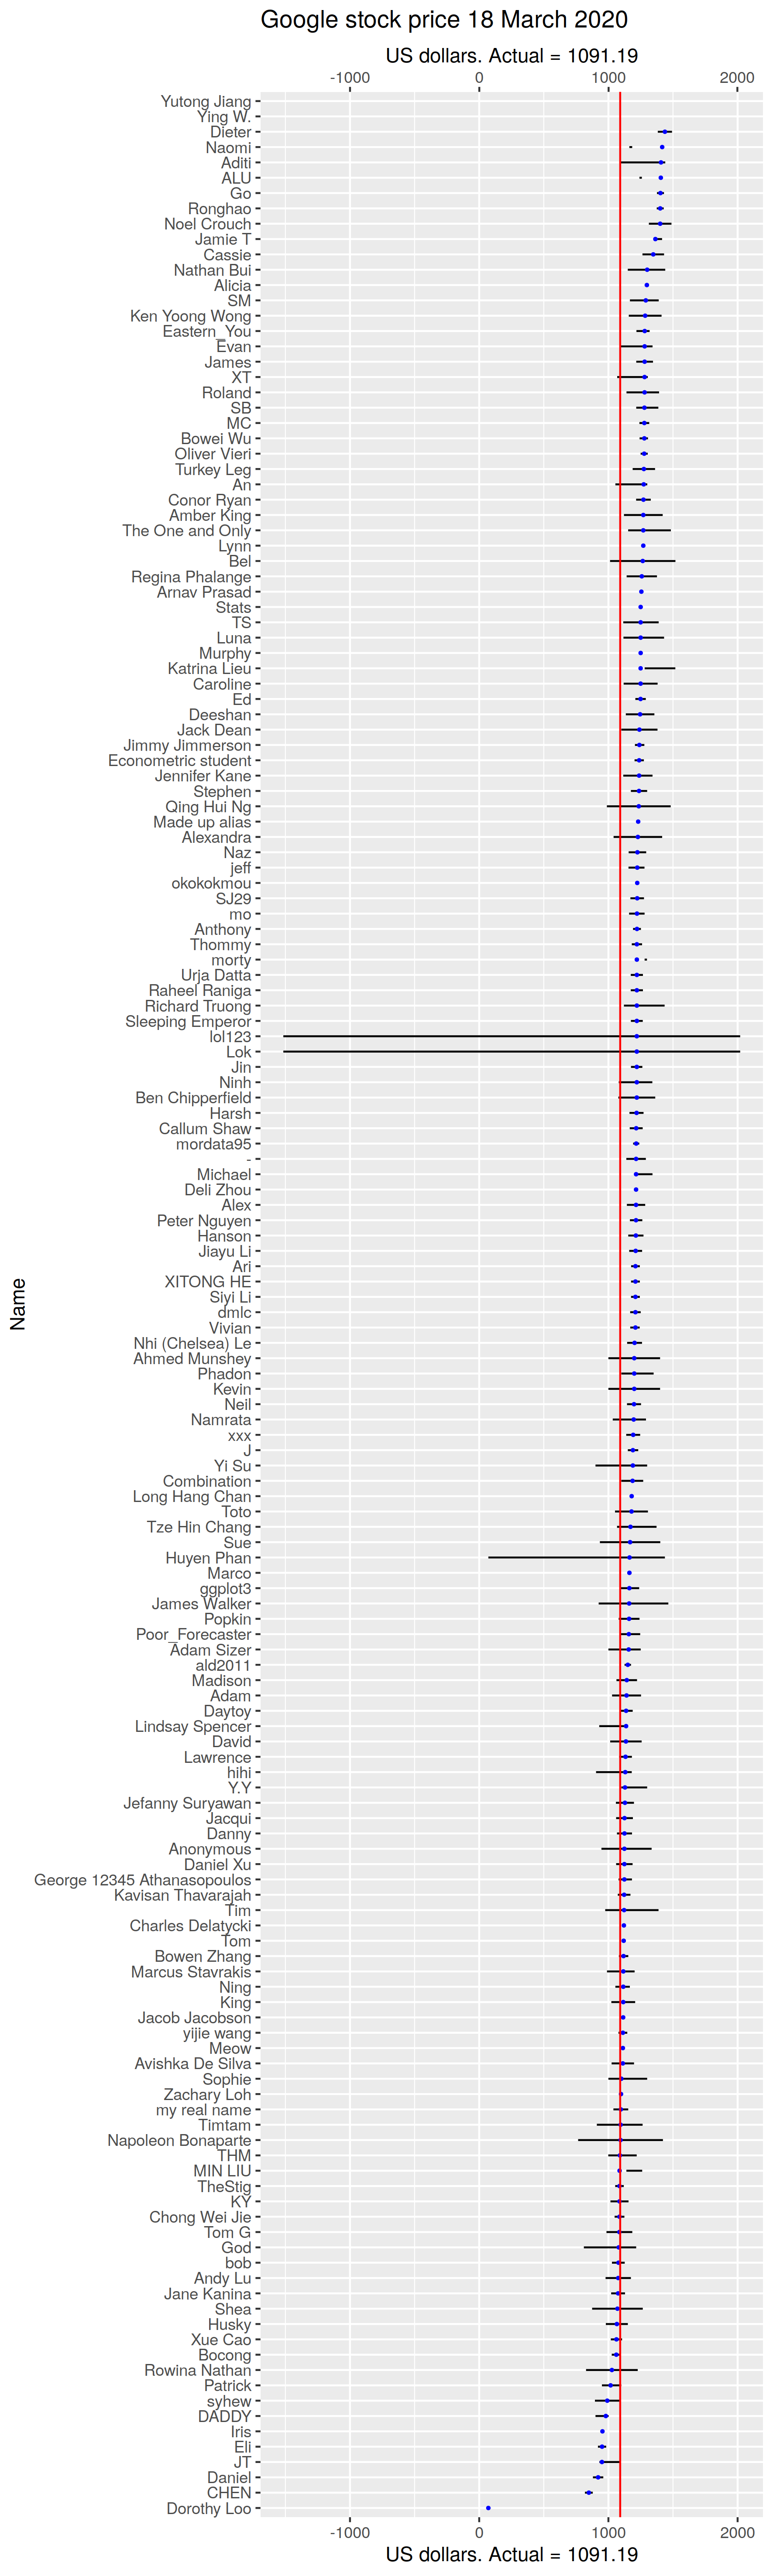 Google stock price 18 March 2020
US dollars. Actual = 1091.19
-1000 0 1000 2000
Yutong Jiang
Ying W.
Dieter
Naomi
Aditi
ALU
Go
Ronghao
Noel Crouch
Jamie T
Cassie
Nathan Bui
Alicia
SM
Ken Yoong Wong
Eastern_You
Evan
James
XT
Roland
SB
MC
Bowei Wu
Oliver Vieri
Turkey Leg
An
Conor Ryan
Amber King
The One and Only
Lynn
Bel
Regina Phalange
Arnav Prasad
Stats
TS
Luna
Murphy
Katrina Lieu
Caroline
Ed
Deeshan
Jack Dean
Jimmy Jimmerson
Econometric student
Jennifer Kane
Stephen
Qing Hui Ng
Made up alias
Alexandra
Naz
jeff
okokokmou
SJ29
mo
Anthony
Thommy
morty
Urja Datta
Raheel Raniga
Richard Truong
Sleeping Emperor
lol123
Lok
Jin
Ninh
Ben Chipperfield
Harsh
Callum Shaw
mordata95
-
Michael
Deli Zhou
Alex
Peter Nguyen
Hanson
Jiayu Li
Ari
XITONG HE
Siyi Li
dmlc
Vivian
Nhi (Chelsea) Le
Ahmed Munshey
Phadon
Kevin
Neil
Namrata
xxx
J
Yi Su
Combination
Long Hang Chan
Toto
Tze Hin Chang
Sue
Huyen Phan
Marco
ggplot3
James Walker
Popkin
Poor_Forecaster
Adam Sizer
ald2011
Madison
Adam
Daytoy
Lindsay Spencer
David
Lawrence
hihi
Y.Y
Jefanny Suryawan
Jacqui
Danny
Anonymous
Daniel Xu
George 12345 Athanasopoulos
Kavisan Thavarajah
Tim
Charles Delatycki
Tom
Bowen Zhang
Marcus Stavrakis
Ning
King
Jacob Jacobson
yijie wang
Meow
Avishka De Silva
Sophie
Zachary Loh
my real name
Timtam
Napoleon Bonaparte
THM
MIN LIU
TheStig
KY
Chong Wei Jie
Tom G
God
bob
Andy Lu
Jane Kanina
Shea
Husky
Xue Cao
Bocong
Rowina Nathan
Patrick
syhew
DADDY
Iris
Eli
JT
Daniel
CHEN
Dorothy Loo
Name
-1000 0 1000 2000
US dollars. Actual = 1091.19